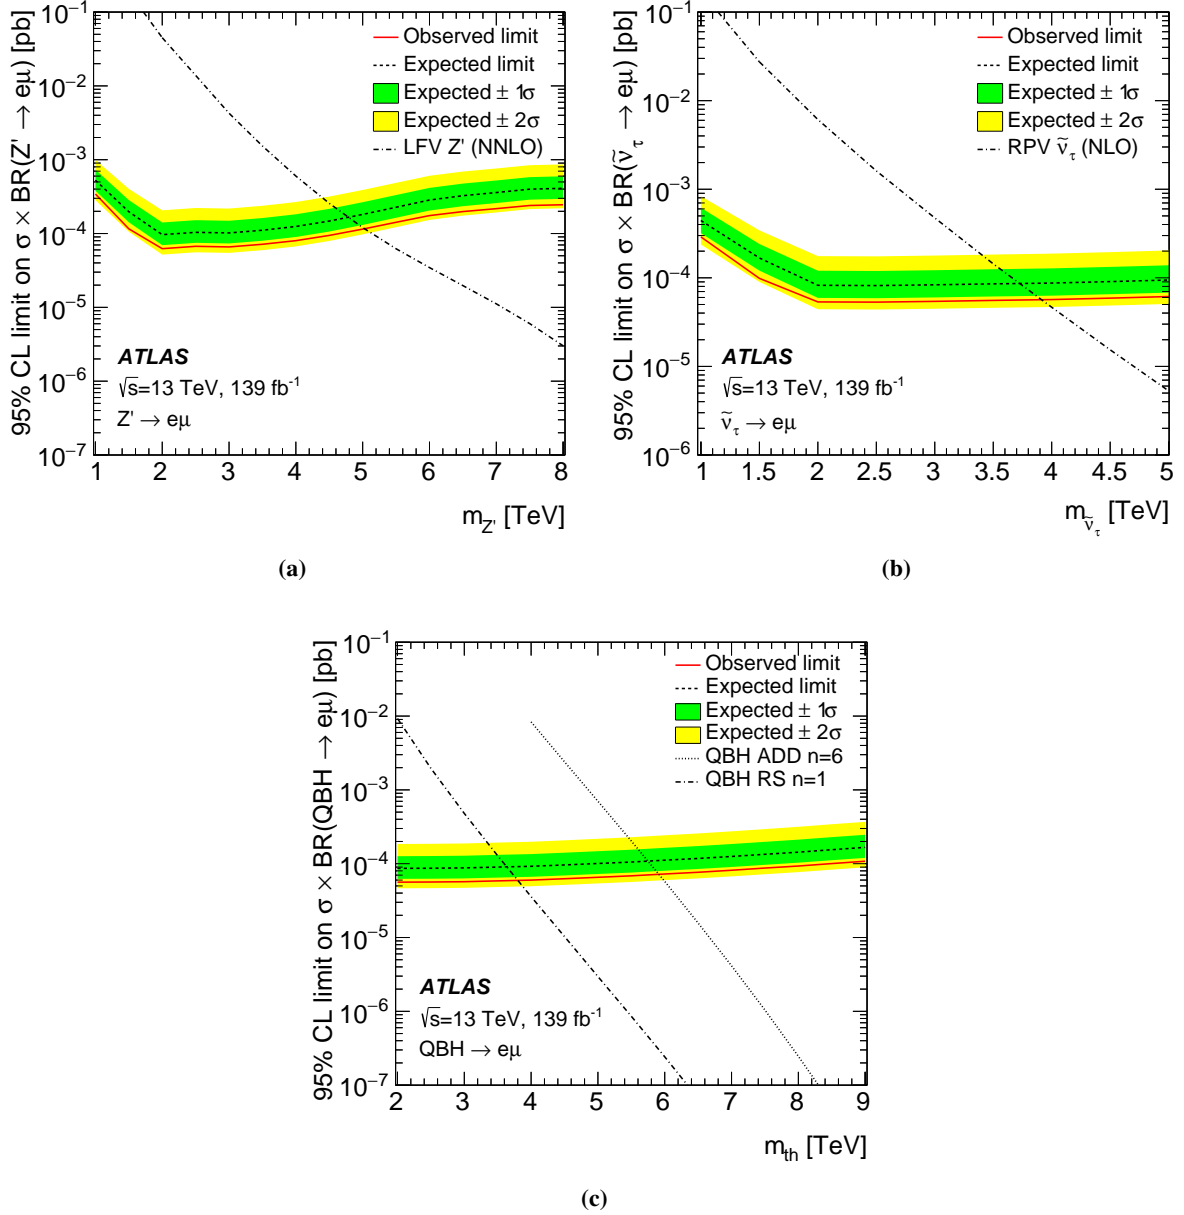 95% CL limit on σ × BR(Z' → eμ) [pb]
10⁻¹
10⁻²
10⁻³
10⁻⁴
10⁻⁵
10⁻⁶
10⁻⁷
Observed limit
Expected limit
Expected ± 1σ
Expected ± 2σ
LFV Z' (NNLO)
ATLAS
√s=13 TeV, 139 fb⁻¹
Z' → eμ
1 2 3 4 5 6 7 8
m_Z' [TeV]
(a)
95% CL limit on σ × BR(ν̃_τ → eμ) [pb]
10⁻¹
10⁻²
10⁻³
10⁻⁴
10⁻⁵
10⁻⁶
Observed limit
Expected limit
Expected ± 1σ
Expected ± 2σ
RPV ν̃_τ (NLO)
ATLAS
√s=13 TeV, 139 fb⁻¹
ν̃_τ → eμ
1 1.5 2 2.5 3 3.5 4 4.5 5
m_ν̃_τ [TeV]
(b)
95% CL limit on σ × BR(QBH → eμ) [pb]
10⁻¹
10⁻²
10⁻³
10⁻⁴
10⁻⁵
10⁻⁶
10⁻⁷
Observed limit
Expected limit
Expected ± 1σ
Expected ± 2σ
QBH ADD n=6
QBH RS n=1
ATLAS
√s=13 TeV, 139 fb⁻¹
QBH → eμ
2 3 4 5 6 7 8 9
m_th [TeV]
(c)